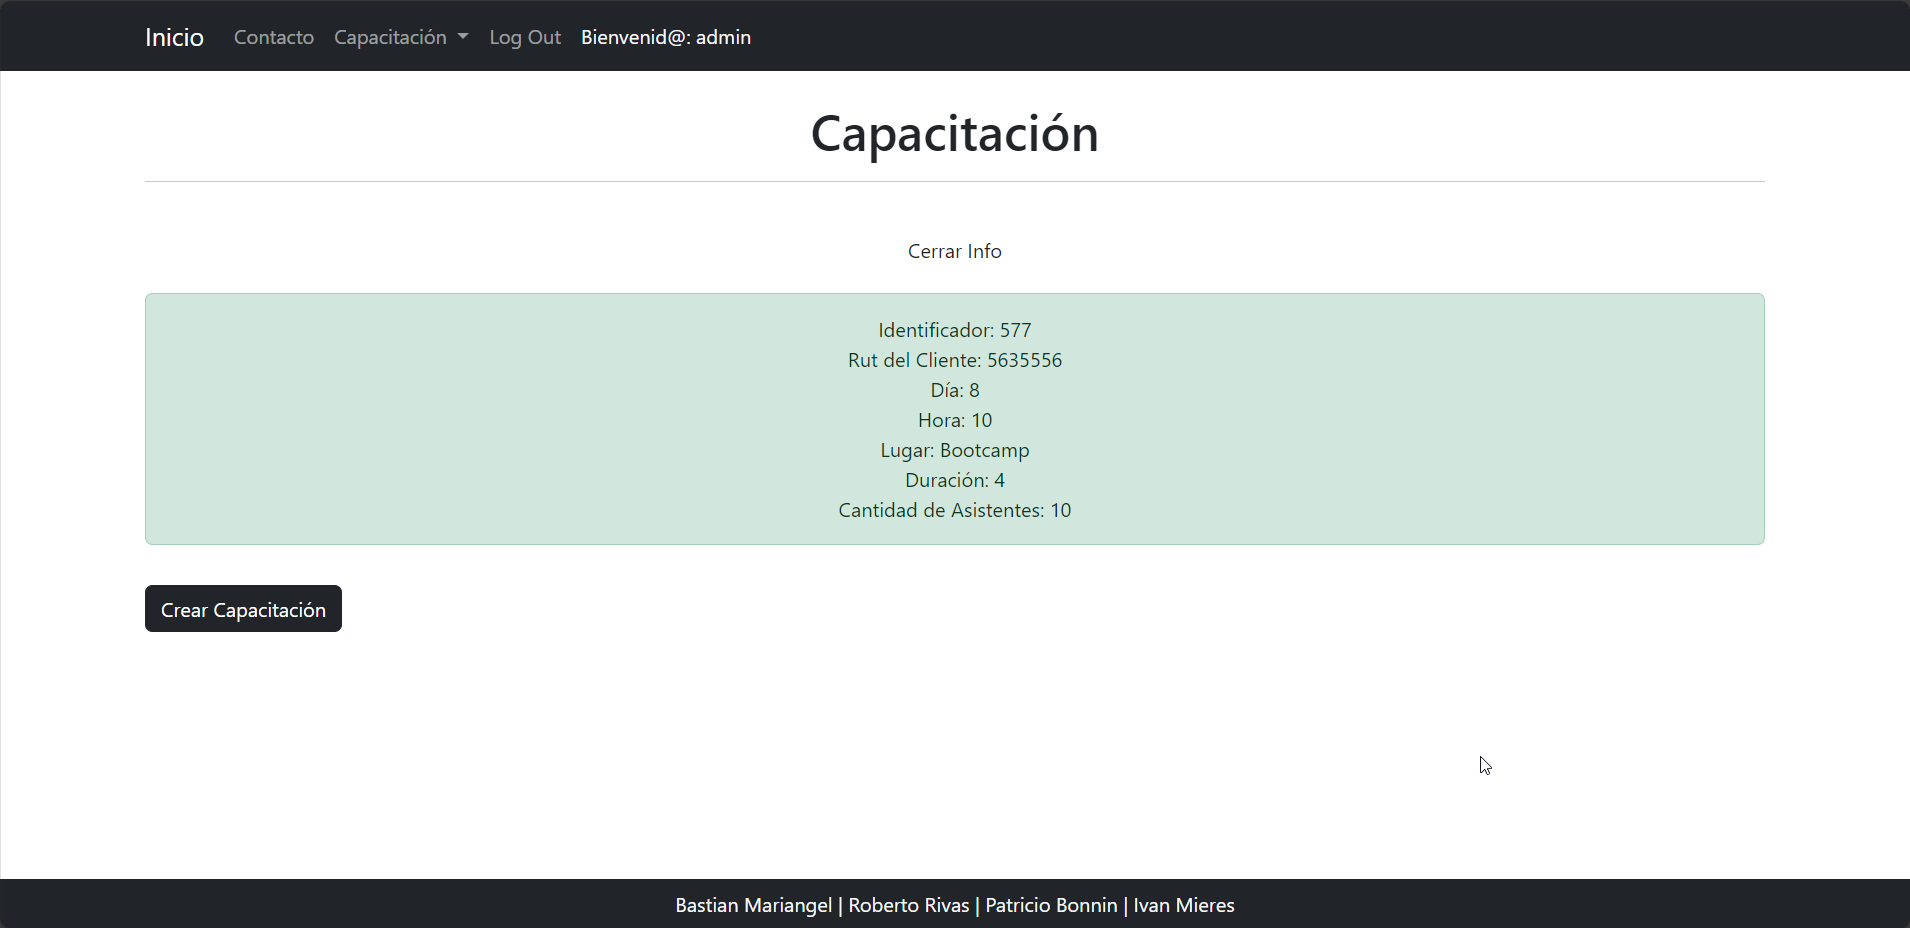 Inicio Contacto Capacitación Log Out Bienvenid@: admin
Capacitación
Cerrar Info
Identificador: 577
Rut del Cliente: 5635556
Día: 8
Hora: 10
Lugar: Bootcamp
Duración: 4
Cantidad de Asistentes: 10
Crear Capacitación
Bastian Mariangel | Roberto Rivas | Patricio Bonnin | Ivan Mieres